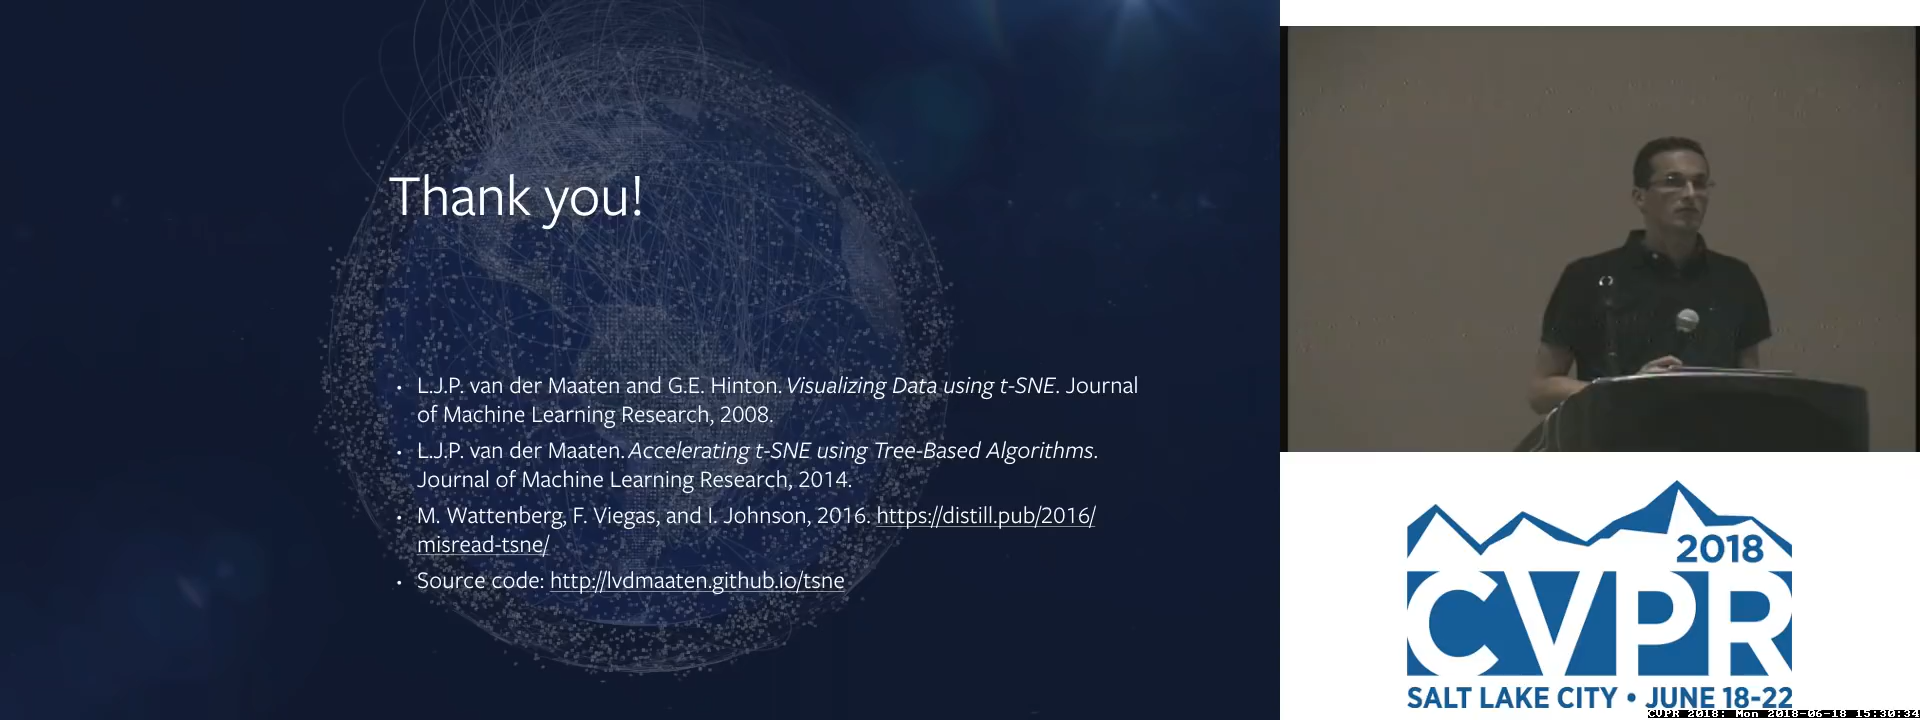 Thank you!
• L.J.P. van der Maaten and G.E. Hinton. Visualizing Data using t-SNE. Journal
of Machine Learning Research, 2008.
• L.J.P. van der Maaten. Accelerating t-SNE using Tree-Based Algorithms.
Journal of Machine Learning Research, 2014.
• M. Wattenberg, F. Viegas, and I. Johnson, 2016. https://distill.pub/2016/
misread-tsne/
• Source code: http://lvdmaaten.github.io/tsne
2018
CVPR
SALT LAKE CITY • JUNE 18-22
CVPR 2018: Mon 2018-06-18 15:30:34